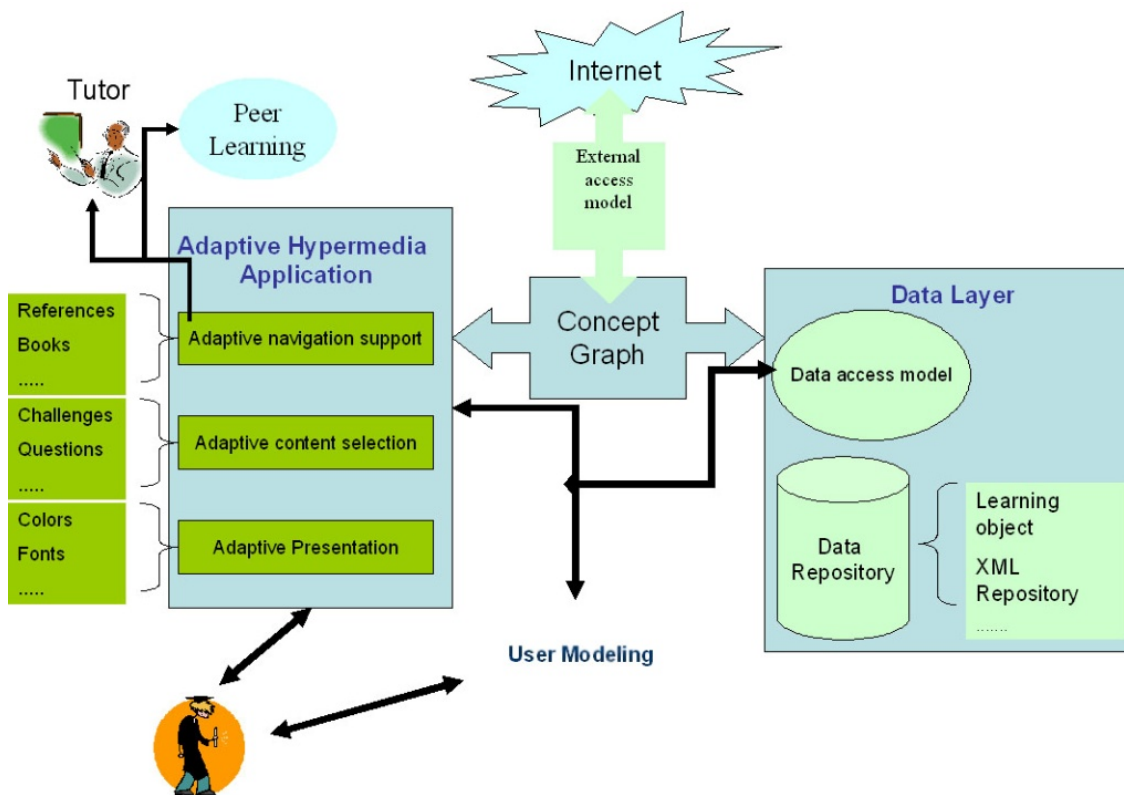 Internet
Tutor
Peer
Learning
External
access
model
Adaptive Hypermedia
Application
References
Books
.....
Adaptive navigation support
Challenges
Questions
.....
Adaptive content selection
Colors
Fonts
.....
Adaptive Presentation
Concept
Graph
Data Layer
Data access model
Data
Repository
Learning
object
XML
Repository
.......
User Modeling